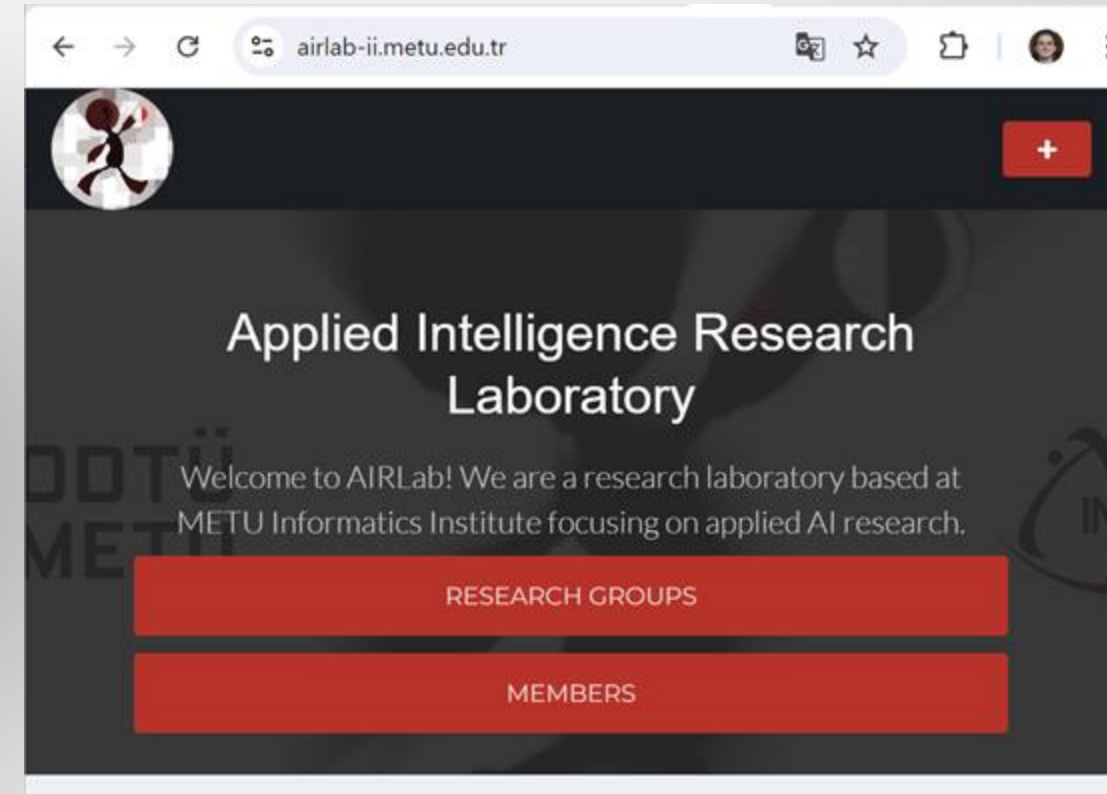 airlab-ii.metu.edu.tr
Applied Intelligence Research
Laboratory
ODTÜ
METU
Welcome to AIRLab! We are a research laboratory based at
METU Informatics Institute focusing on applied AI research.
RESEARCH GROUPS
MEMBERS